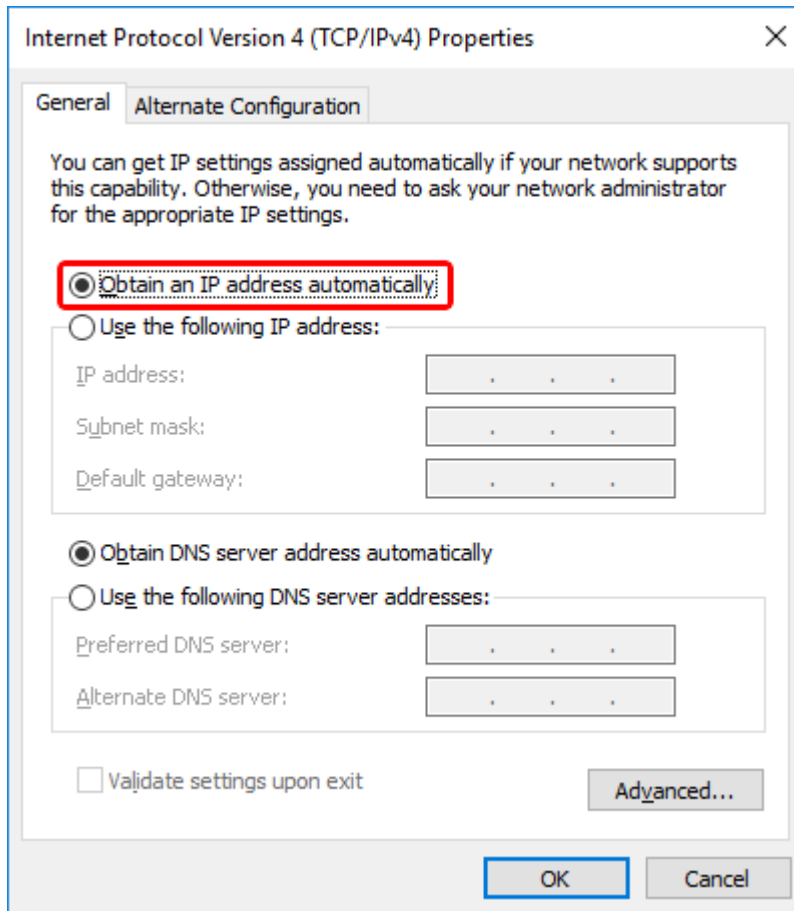 Internet Protocol Version 4 (TCP/IPv4) Properties
General
Alternate Configuration
You can get IP settings assigned automatically if your network supports
this capability. Otherwise, you need to ask your network administrator
for the appropriate IP settings.
Obtain an IP address automatically
Use the following IP address:
IP address:
Subnet mask:
Default gateway:
Obtain DNS server address automatically
Use the following DNS server addresses:
Preferred DNS server:
Alternate DNS server:
Validate settings upon exit
Advanced...
OK
Cancel